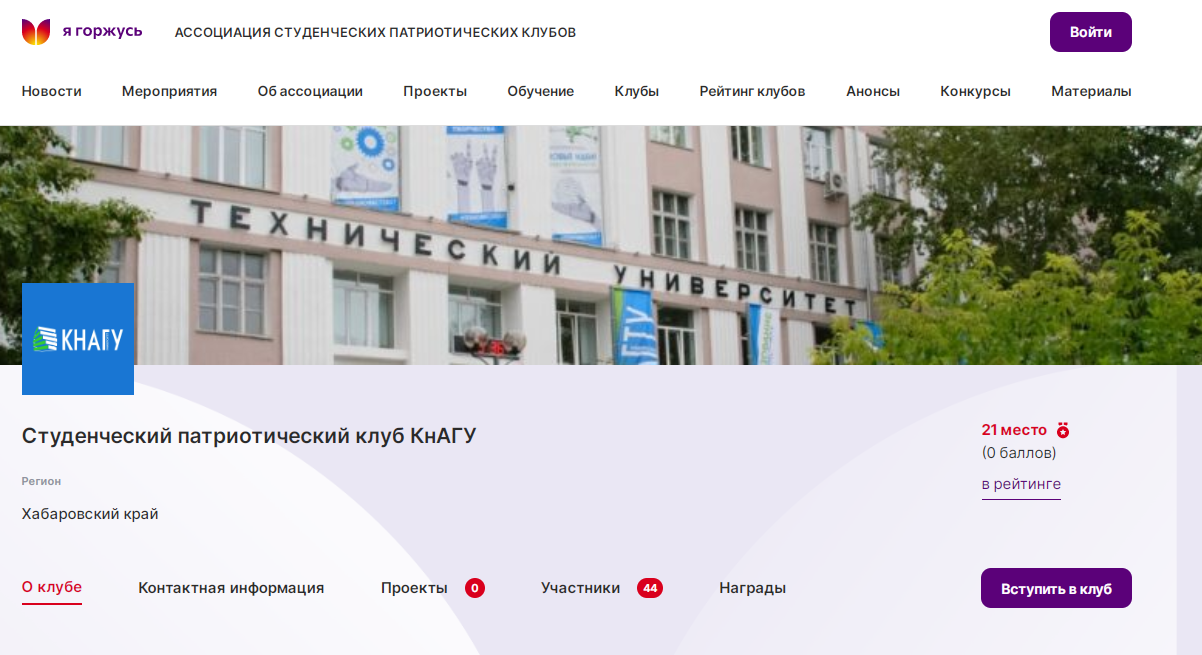 я горжусь
АССОЦИАЦИЯ СТУДЕНЧЕСКИХ ПАТРИОТИЧЕСКИХ КЛУБОВ
Войти
Новости Мероприятия Об ассоциации Проекты Обучение Клубы Рейтинг клубов Анонсы Конкурсы Материалы
ТВОРЧЕСТВА
ТЕХНИЧЕСКИЙ УНИВЕРСИТЕТ
КНАГУ
Студенческий патриотический клуб КнАГУ
21 место
(0 баллов)
в рейтинге
Регион
Хабаровский край
О клубе Контактная информация Проекты 0 Участники 44 Награды
Вступить в клуб